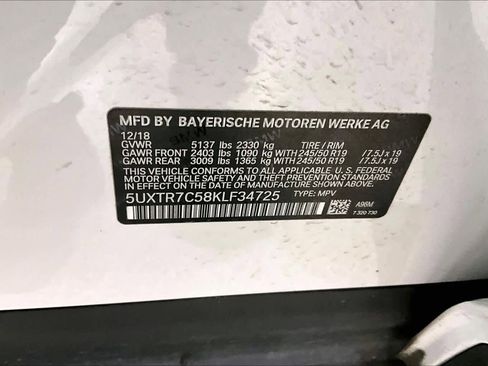 MFD BY BAYERISCHE MOTOREN WERKE AG
12/18
GVWR 5137 lbs 2330 kg TIRE / RIM
GAWR FRONT 2403 lbs 1090 kg WITH 245/50 R19 / 7.5J x 19
GAWR REAR 3009 lbs 1365 kg WITH 245/50 R19 / 7.5J x 19
THIS VEHICLE CONFORMS TO ALL APPLICABLE
U.S. FEDERAL MOTOR VEHICLE SAFETY
AND THEFT PREVENTION STANDARDS
IN EFFECT ON THE DATE OF
MANUFACTURE SHOWN ABOVE.
5UXTR7C58KLF34725 TYPE: MPV
A96M
7 320 730